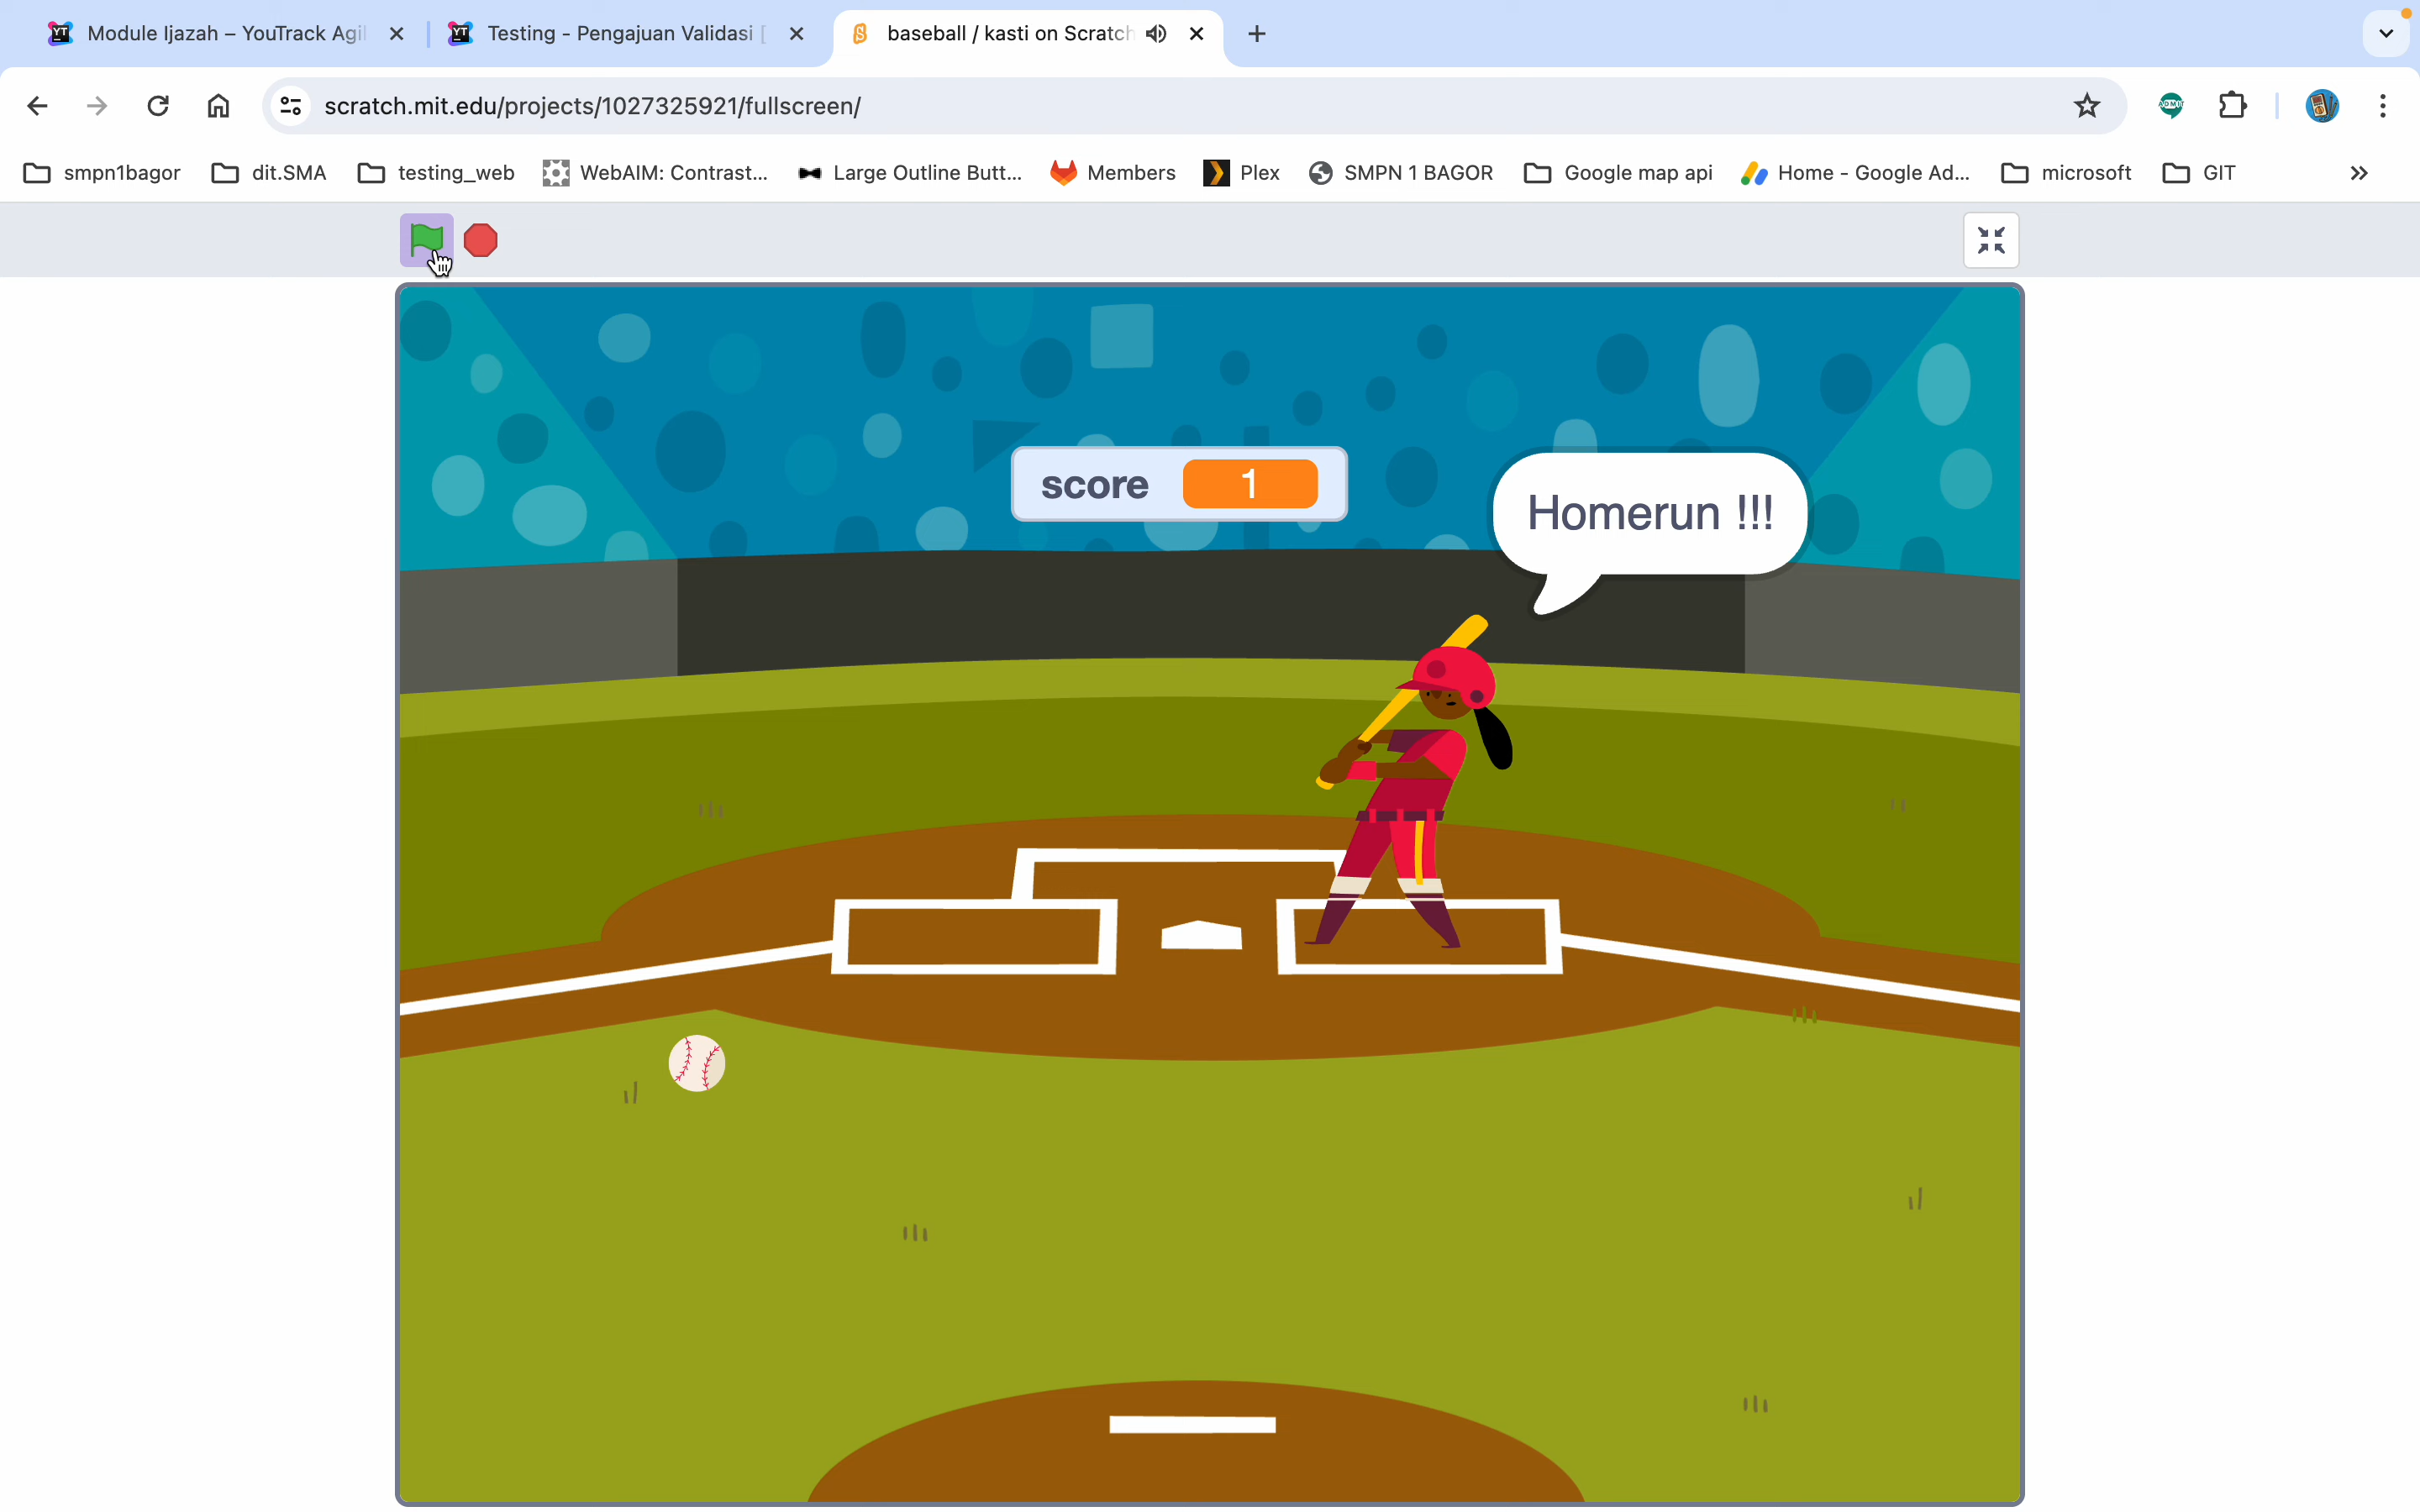 Module Ijazah – YouTrack Agil
Testing - Pengajuan Validasi [
baseball / kasti on Scratch
scratch.mit.edu/projects/1027325921/fullscreen/
smpn1bagor
dit.SMA
testing_web
WebAIM: Contrast...
Large Outline Butt...
Members
Plex
SMPN 1 BAGOR
Google map api
Home - Google Ad...
microsoft
GIT
score 1
Homerun !!!